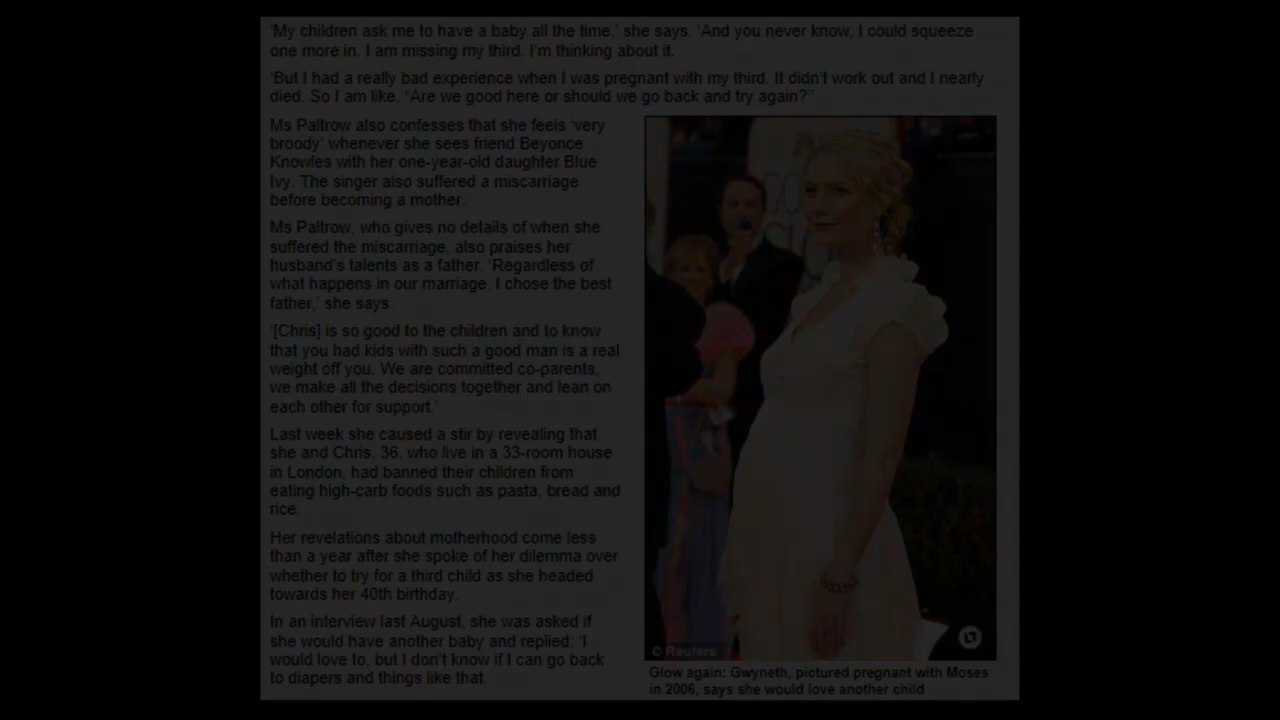 'My children ask me to have a baby all the time,' she says. 'And you never know, I could squeeze
one more in. I am missing my third. I'm thinking about it.
'But I had a really bad experience when I was pregnant with my third. It didn't work out and I nearly
died. So I am like, "Are we good here or should we go back and try again?"'
Ms Paltrow also confesses that she feels 'very
broody' whenever she sees friend Beyonce
Knowles with her one-year-old daughter Blue
Ivy. The singer also suffered a miscarriage
before becoming a mother.
Ms Paltrow, who gives no details of when she
suffered the miscarriage, also praises her
husband's talents as a father. 'Regardless of
what happens in our marriage, I chose the best
father,' she says.
'[Chris] is so good to the children and to know
that you had kids with such a good man is a real
weight off you. We are committed co-parents,
we make all the decisions together and lean on
each other for support.'
Last week she caused a stir by revealing that
she and Chris, 36, who live in a 33-room house
in London, had banned their children from
eating high-carb foods such as pasta, bread and
rice.
Her revelations about motherhood come less
than a year after she spoke of her dilemma over
whether to try for a third child as she headed
towards her 40th birthday.
In an interview last August, she was asked if
she would have another baby and replied: 'I
would love to, but I don't know if I can go back
to diapers and things like that.
© Reuters
Glow again: Gwyneth, pictured pregnant with Moses
in 2006, says she would love another child